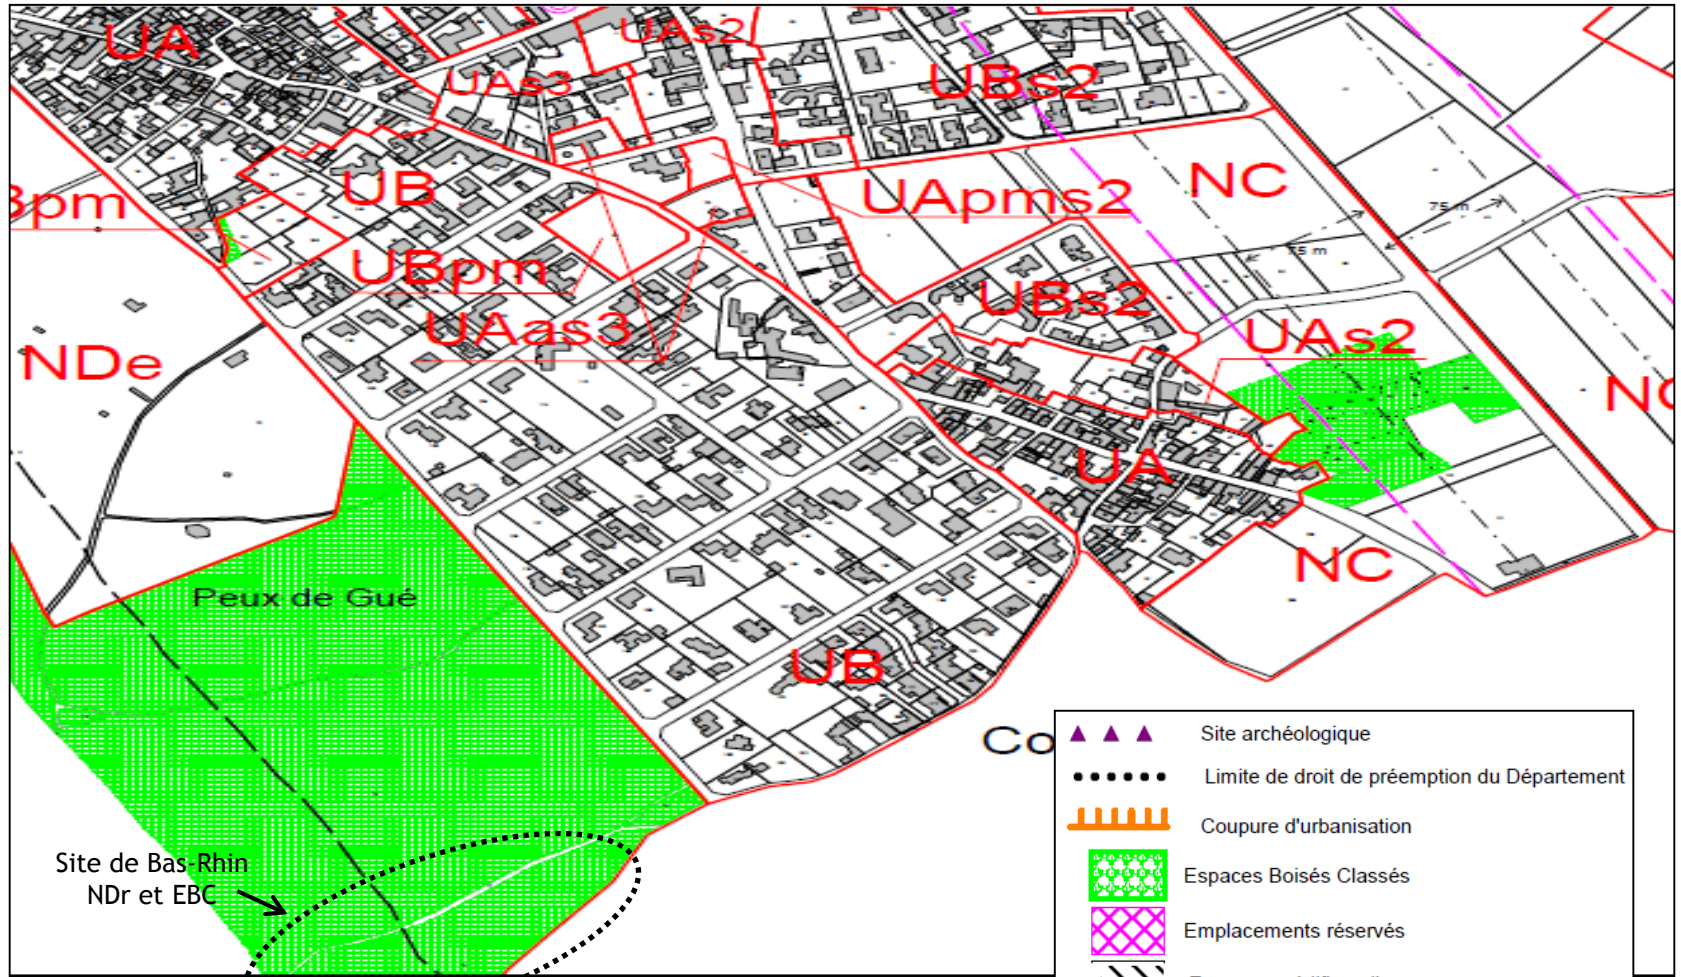 UA
UAs2
UAs3
UBs2
UB
UApms2
NC
75 m
75 m
Bpm
UBpm
UBs2
UAas3
UAs2
NDe
NC
UA
NC
Peux de Gué
UB
Co
Site de Bas-Rhin
NDr et EBC
Site archéologique
Limite de droit de préemption du Département
Coupure d'urbanisation
Espaces Boisés Classés
Emplacements réservés